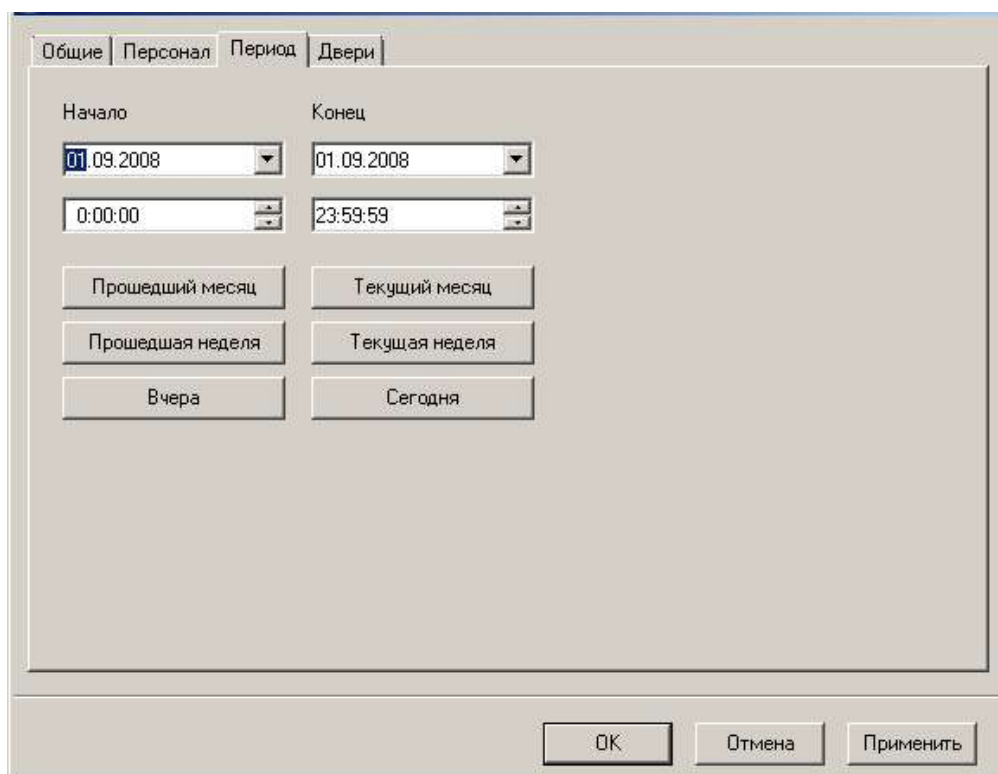 Общие Персонал Период Двери
Начало Конец
01.09.2008 01.09.2008
0:00:00 23:59:59
Прошедший месяц Текущий месяц
Прошедшая неделя Текущая неделя
Вчера Сегодня
OK Отмена Применить